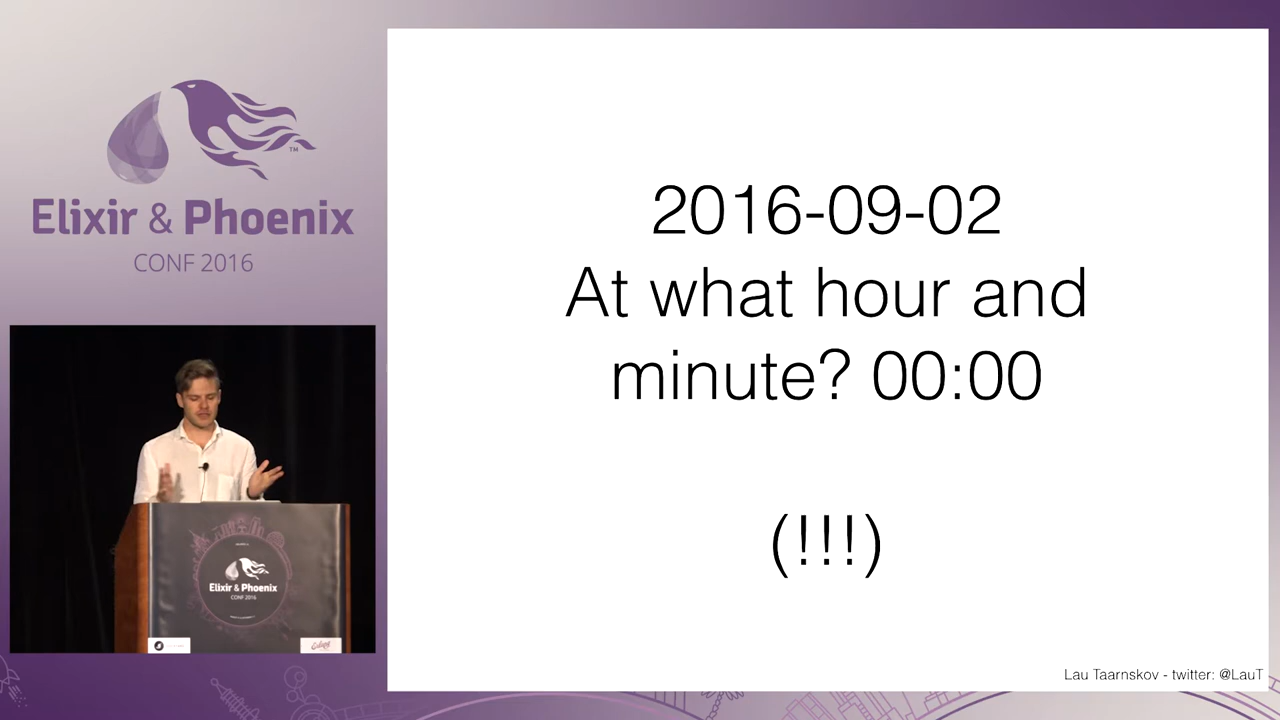 TM
Elixir & Phoenix
CONF 2016
2016-09-02
At what hour and
minute? 00:00
(!!!)
Elixir & Phoenix
CONF 2016
Lau Taarnskov - twitter: @LauT